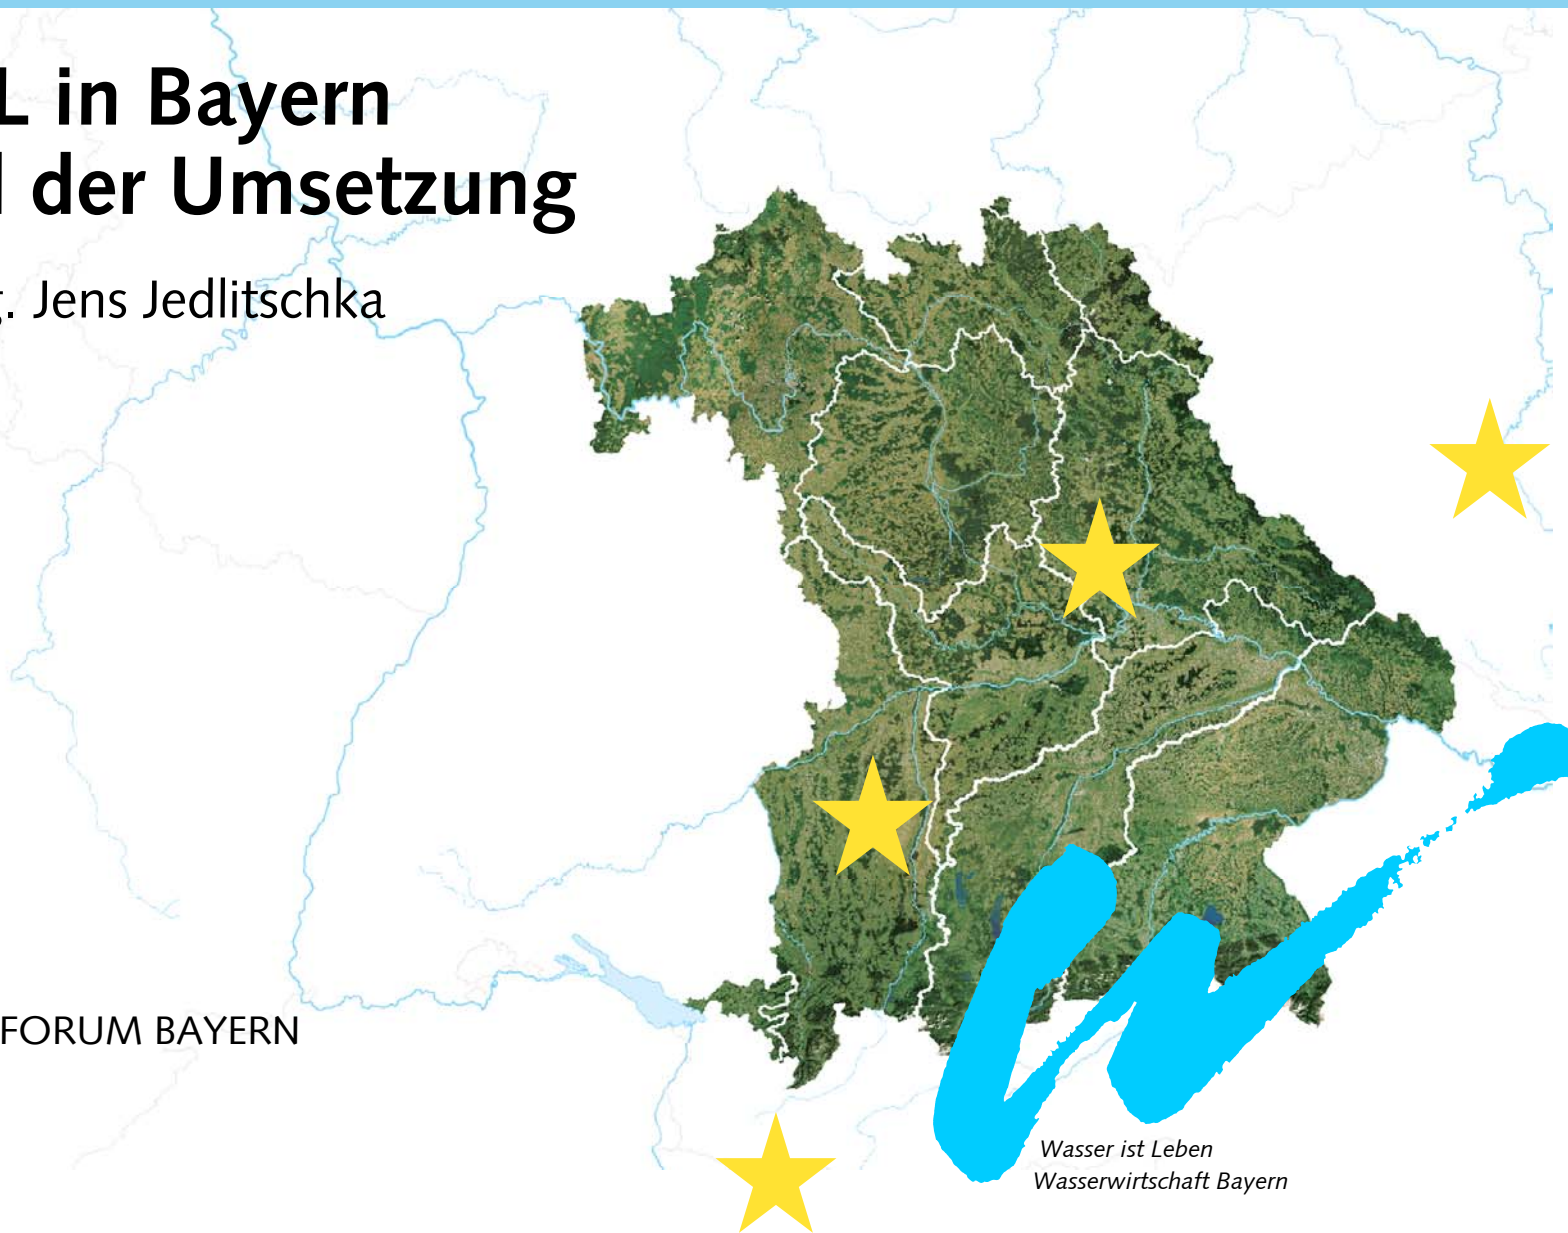 L in Bayern
der Umsetzung
. Jens Jedlitschka
FORUM BAYERN
Wasser ist Leben
Wasserwirtschaft Bayern